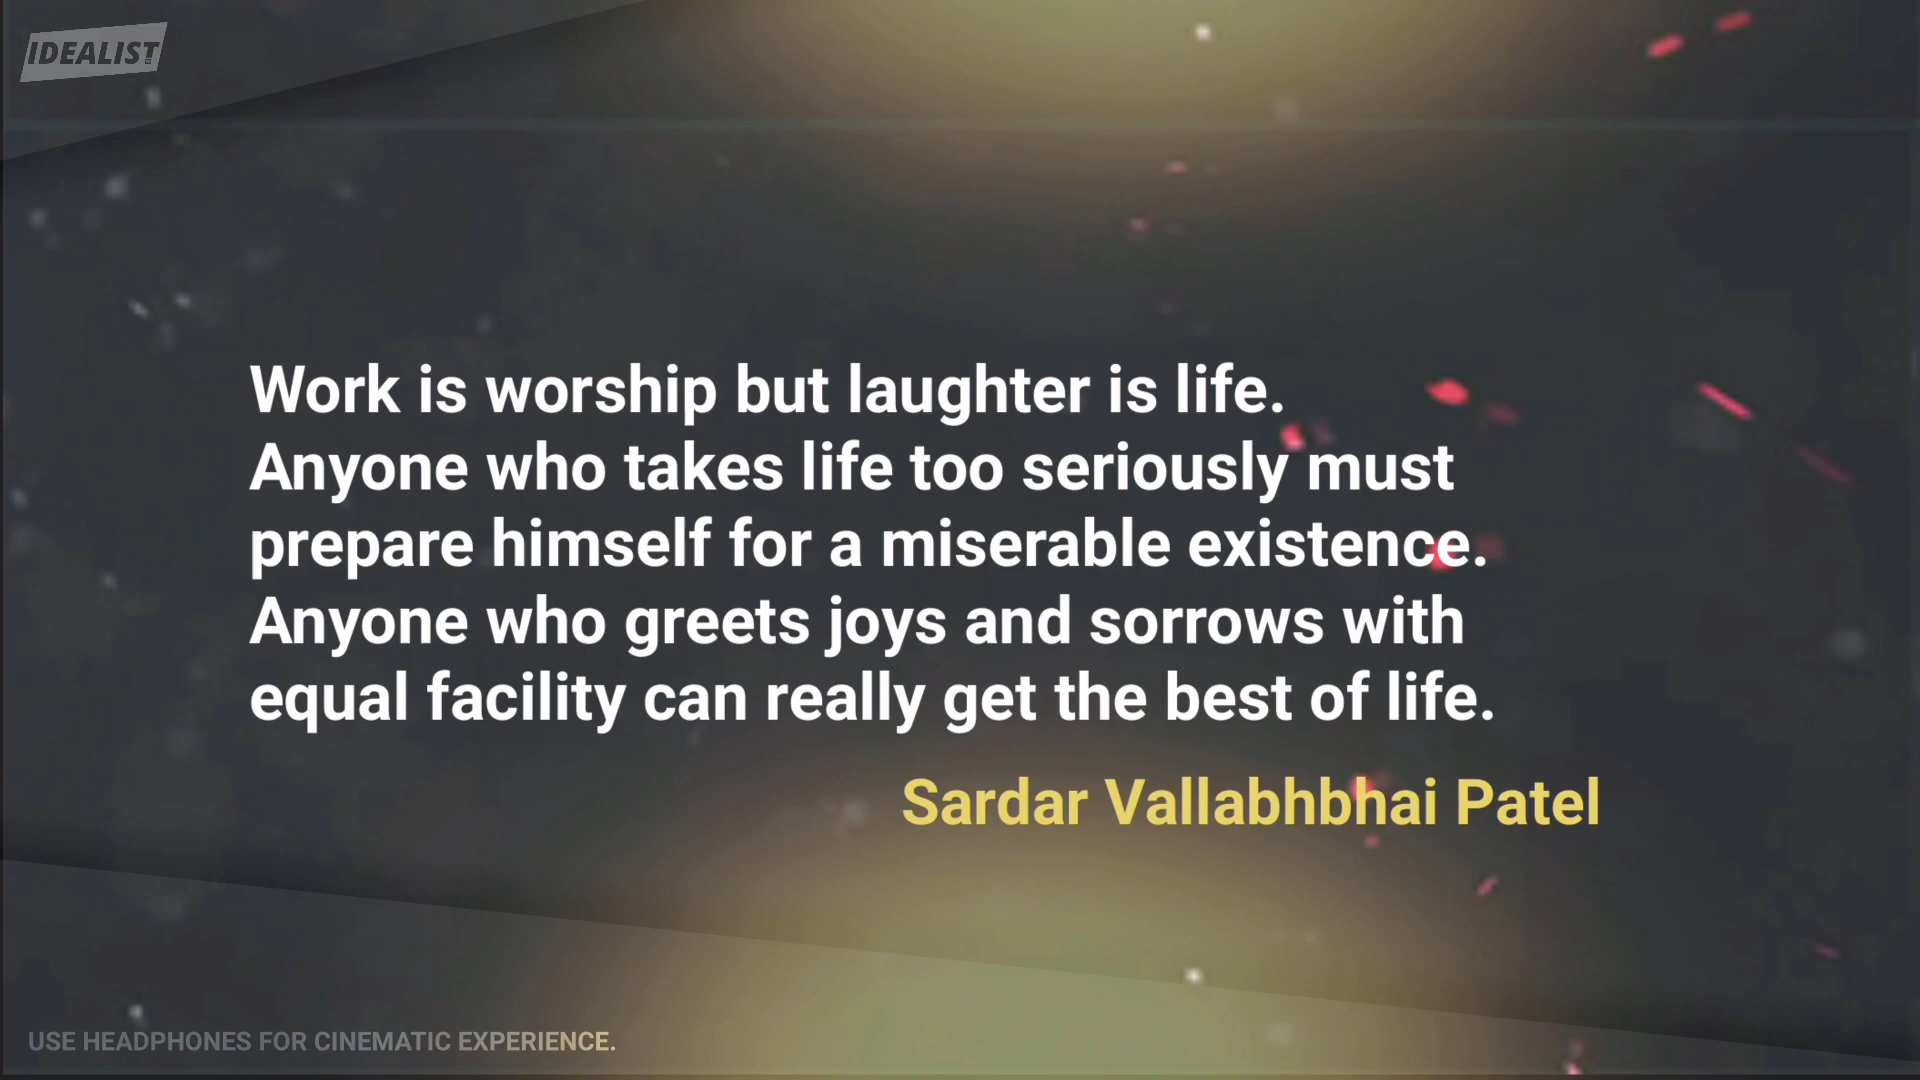 IDEALIST
Work is worship but laughter is life.
Anyone who takes life too seriously must
prepare himself for a miserable existence.
Anyone who greets joys and sorrows with
equal facility can really get the best of life.
Sardar Vallabhbhai Patel
USE HEADPHONES FOR CINEMATIC EXPERIENCE.